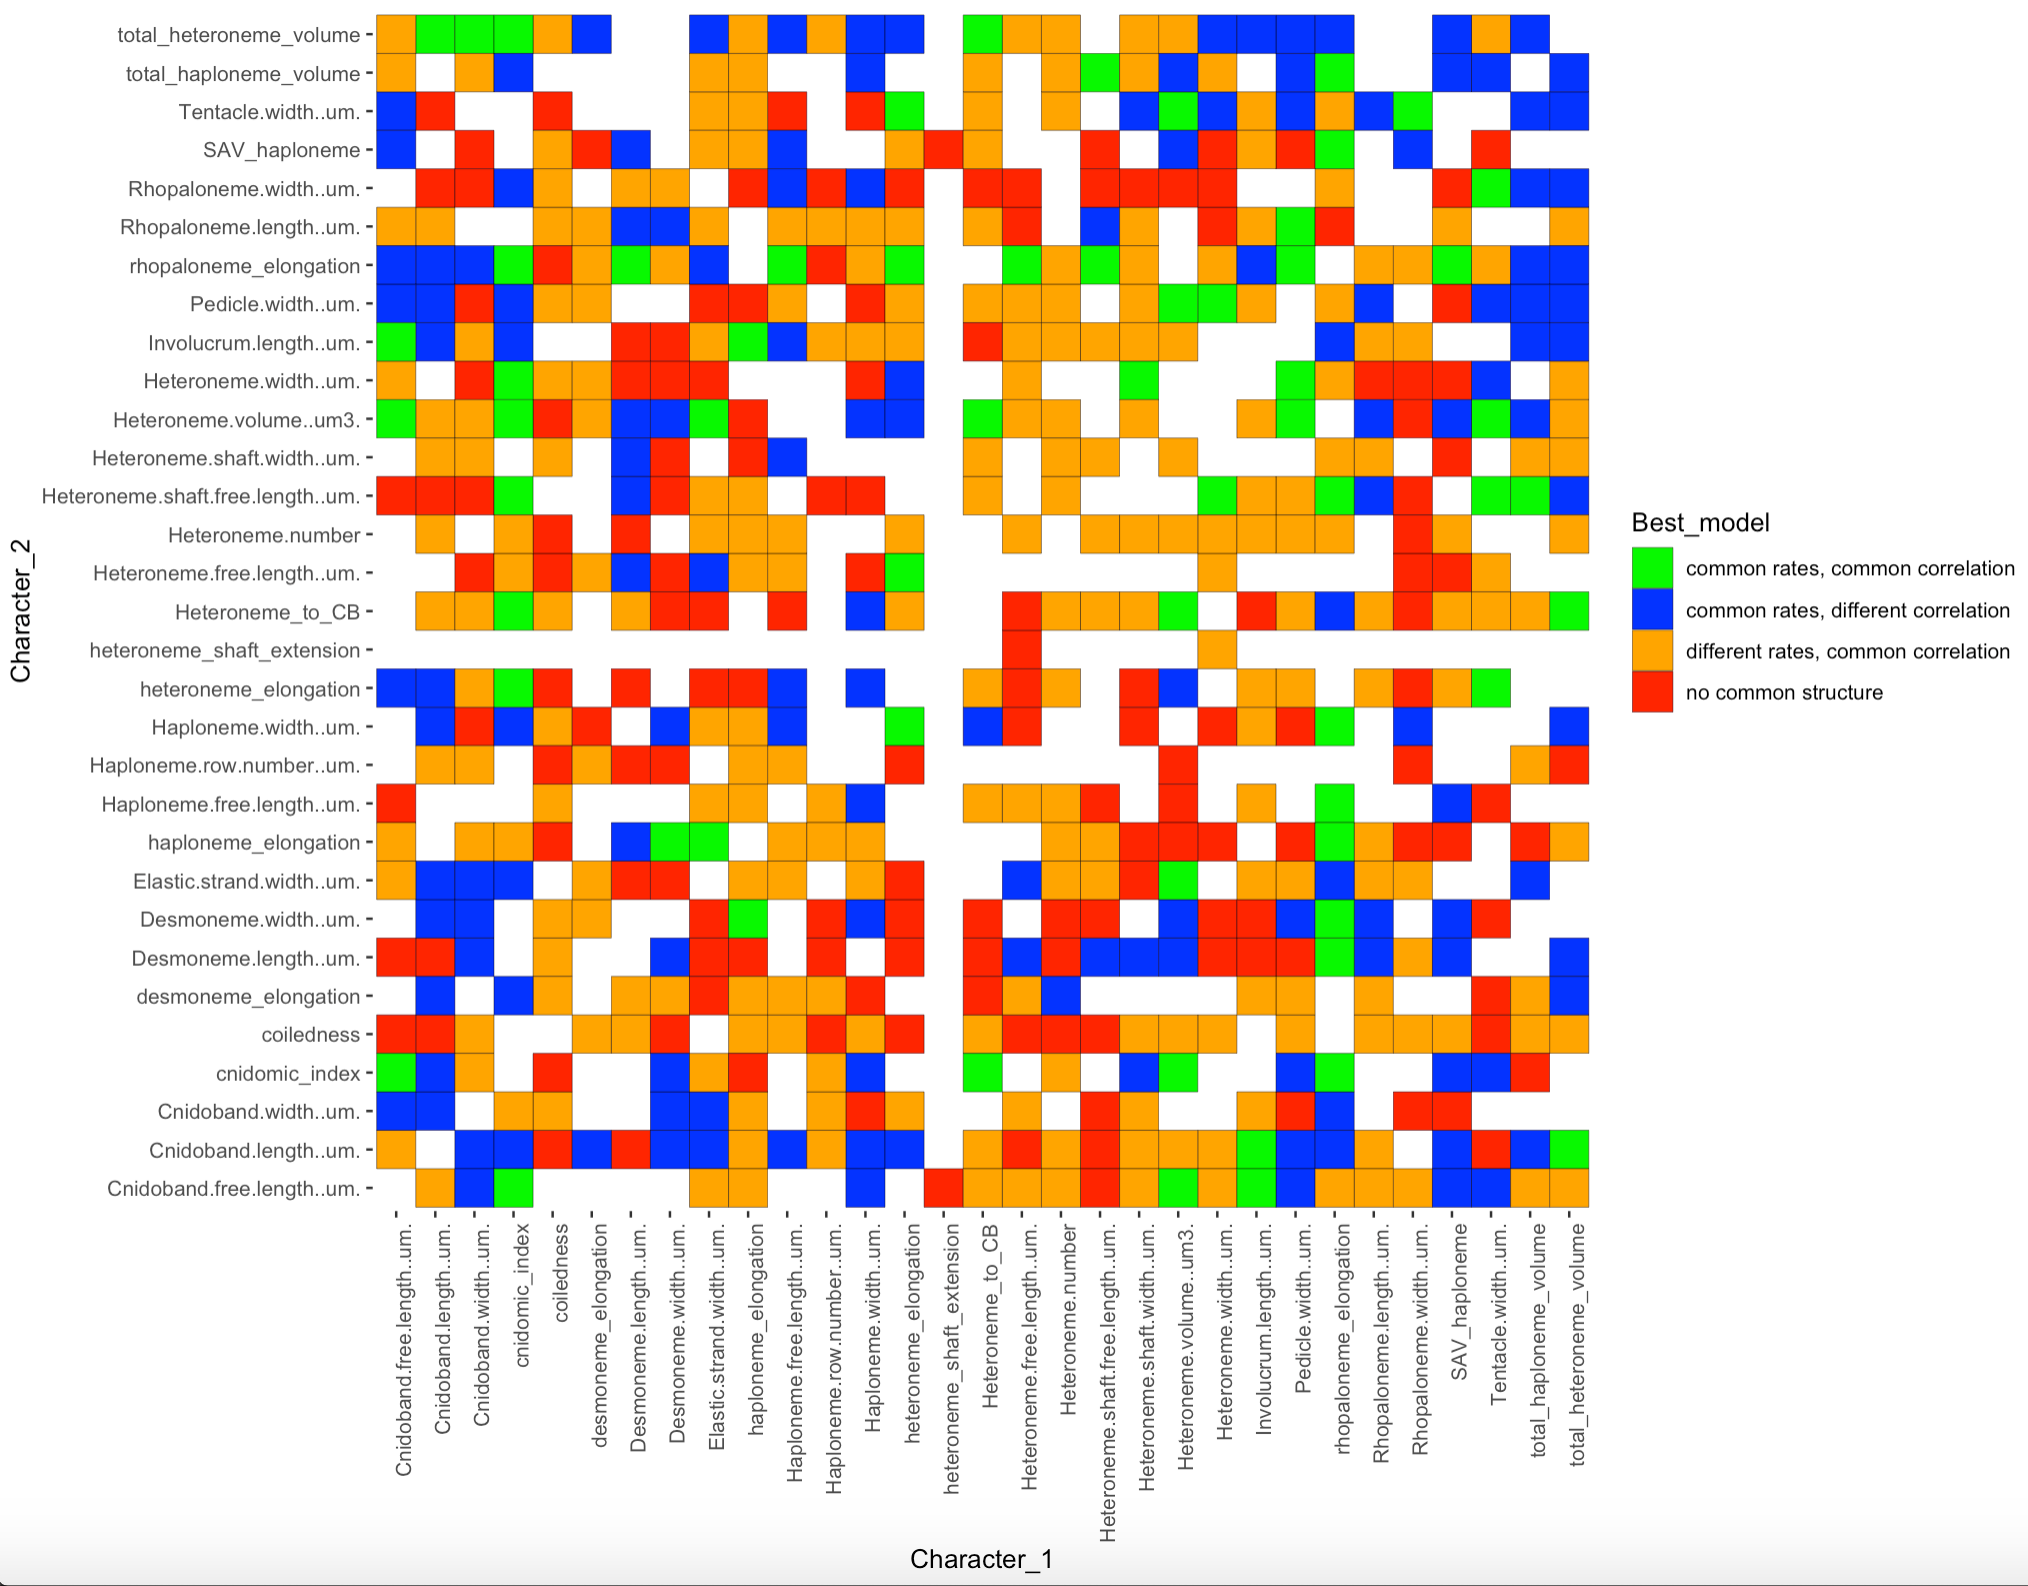 total_heteroneme_volume
total_haploneme_volume
Tentacle.width..um.
SAV_haploneme
Rhopaloneme.width..um.
Rhopaloneme.length..um.
rhopaloneme_elongation
Pedicle.width..um.
Involucrum.length..um.
Heteroneme.width..um.
Heteroneme.volume..um3.
Heteroneme.shaft.width..um.
Heteroneme.shaft.free.length..um.
Heteroneme.number
Heteroneme.free.length..um.
Heteroneme_to_CB
heteroneme_shaft_extension
heteroneme_elongation
Haploneme.width..um.
Haploneme.row.number..um.
Haploneme.free.length..um.
haploneme_elongation
Elastic.strand.width..um.
Desmoneme.width..um.
Desmoneme.length..um.
desmoneme_elongation
coiledness
cnidomic_index
Cnidoband.width..um.
Cnidoband.length..um.
Cnidoband.free.length..um.
Character_2
Cnidoband.free.length..um.
Cnidoband.length..um.
Cnidoband.width..um.
cnidomic_index
coiledness
desmoneme_elongation
Desmoneme.length..um.
Desmoneme.width..um.
Elastic.strand.width..um.
haploneme_elongation
Haploneme.free.length..um.
Haploneme.row.number..um.
Haploneme.width..um.
heteroneme_elongation
heteroneme_shaft_extension
Heteroneme_to_CB
Heteroneme.free.length..um.
Heteroneme.number
Heteroneme.shaft.free.length..um.
Heteroneme.shaft.width..um.
Heteroneme.volume..um3.
Heteroneme.width..um.
Involucrum.length..um.
Pedicle.width..um.
rhopaloneme_elongation
Rhopaloneme.length..um.
Rhopaloneme.width..um.
SAV_haploneme
Tentacle.width..um.
total_haploneme_volume
total_heteroneme_volume
Character_1
Best_model
common rates, common correlation
common rates, different correlation
different rates, common correlation
no common structure